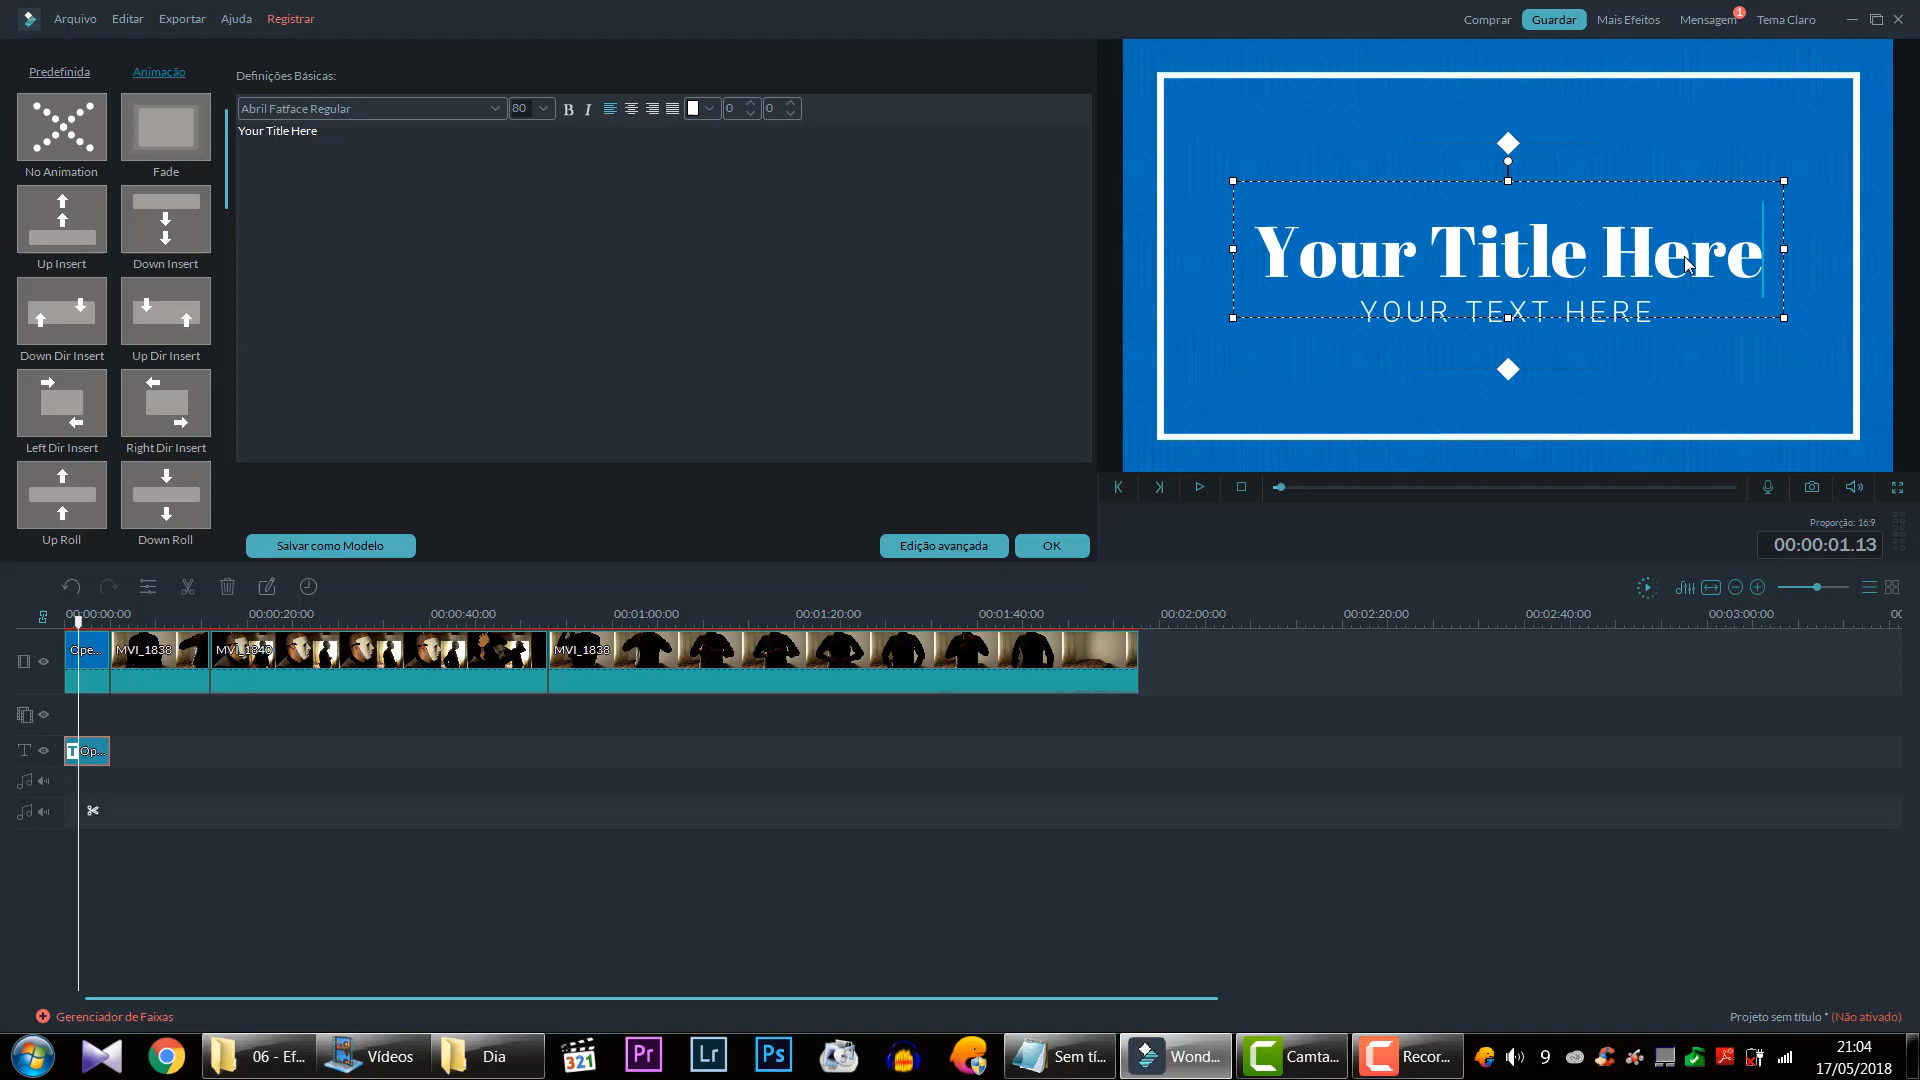 Arquivo Editar Exportar Ajuda Registrar
Comprar Guardar Mais Efeitos Mensagem 1 Tema Claro
Predefinida Animação
Definições Básicas:
Abril Fatface Regular 80 B I 0 0
Your Title Here
No Animation Fade
Up Insert Down Insert
Down Dir Insert Up Dir Insert
Left Dir Insert Right Dir Insert
Up Roll Down Roll
Your Title Here
YOUR TEXT HERE
Salvar como Modelo Edição avançada OK
Proporção: 16:9
00:00:01.13
00:00:00:00 00:00:20:00 00:00:40:00 00:01:00:00 00:01:20:00 00:01:40:00 00:02:00:00 00:02:20:00 00:02:40:00 00:03:00:00 00
Ope... MVI_1838 MVI_1840 MVI_1838
T Op...
Gerenciador de Faixas
Projeto sem título * (Não ativado)
06 - Ef... Vídeos Dia 321 Pr Lr Ps Sem tí... Wond... Camta... Recor... 9
21:04
17/05/2018